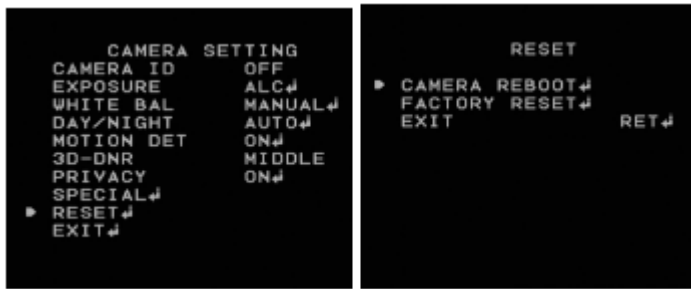 CAMERA SETTING
CAMERA ID OFF
EXPOSURE ALC↲
WHITE BAL MANUAL↲
DAY/NIGHT AUTO↲
MOTION DET ON↲
3D-DNR MIDDLE
PRIVACY ON↲
SPECIAL↲
RESET↲
EXIT↲
RESET
CAMERA REBOOT↲
FACTORY RESET↲
EXIT RET↲